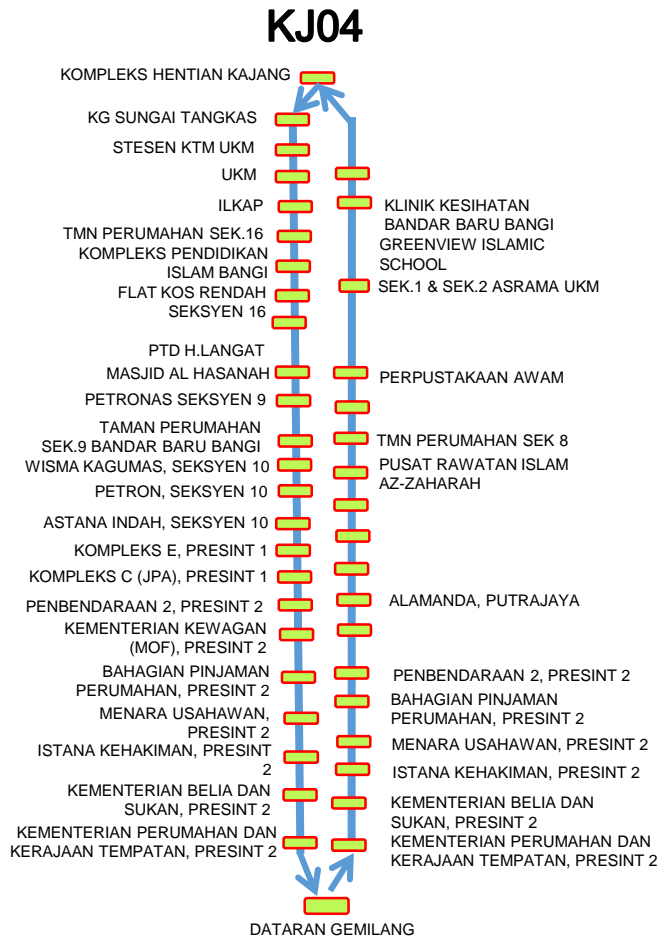 KJ04
KOMPLEKS HENTIAN KAJANG
KG SUNGAI TANGKAS
STESEN KTM UKM
UKM
ILKAP
TMN PERUMAHAN SEK.16
KOMPLEKS PENDIDIKAN
ISLAM BANGI
FLAT KOS RENDAH
SEKSYEN 16
PTD H.LANGAT
MASJID AL HASANAH
PETRONAS SEKSYEN 9
TAMAN PERUMAHAN
SEK.9 BANDAR BARU BANGI
WISMA KAGUMAS, SEKSYEN 10
PETRON, SEKSYEN 10
ASTANA INDAH, SEKSYEN 10
KOMPLEKS E, PRESINT 1
KOMPLEKS C (JPA), PRESINT 1
PENBENDARAAN 2, PRESINT 2
KEMENTERIAN KEWAGAN
(MOF), PRESINT 2
BAHAGIAN PINJAMAN
PERUMAHAN, PRESINT 2
MENARA USAHAWAN,
PRESINT 2
ISTANA KEHAKIMAN, PRESINT
2
KEMENTERIAN BELIA DAN
SUKAN, PRESINT 2
KEMENTERIAN PERUMAHAN DAN
KERAJAAN TEMPATAN, PRESINT 2
KLINIK KESIHATAN
BANDAR BARU BANGI
GREENVIEW ISLAMIC
SCHOOL
SEK.1 & SEK.2 ASRAMA UKM
PERPUSTAKAAN AWAM
TMN PERUMAHAN SEK 8
PUSAT RAWATAN ISLAM
AZ-ZAHARAH
ALAMANDA, PUTRAJAYA
PENBENDARAAN 2, PRESINT 2
BAHAGIAN PINJAMAN
PERUMAHAN, PRESINT 2
MENARA USAHAWAN, PRESINT 2
ISTANA KEHAKIMAN, PRESINT 2
KEMENTERIAN BELIA DAN
SUKAN, PRESINT 2
KEMENTERIAN PERUMAHAN DAN
KERAJAAN TEMPATAN, PRESINT 2
DATARAN GEMILANG